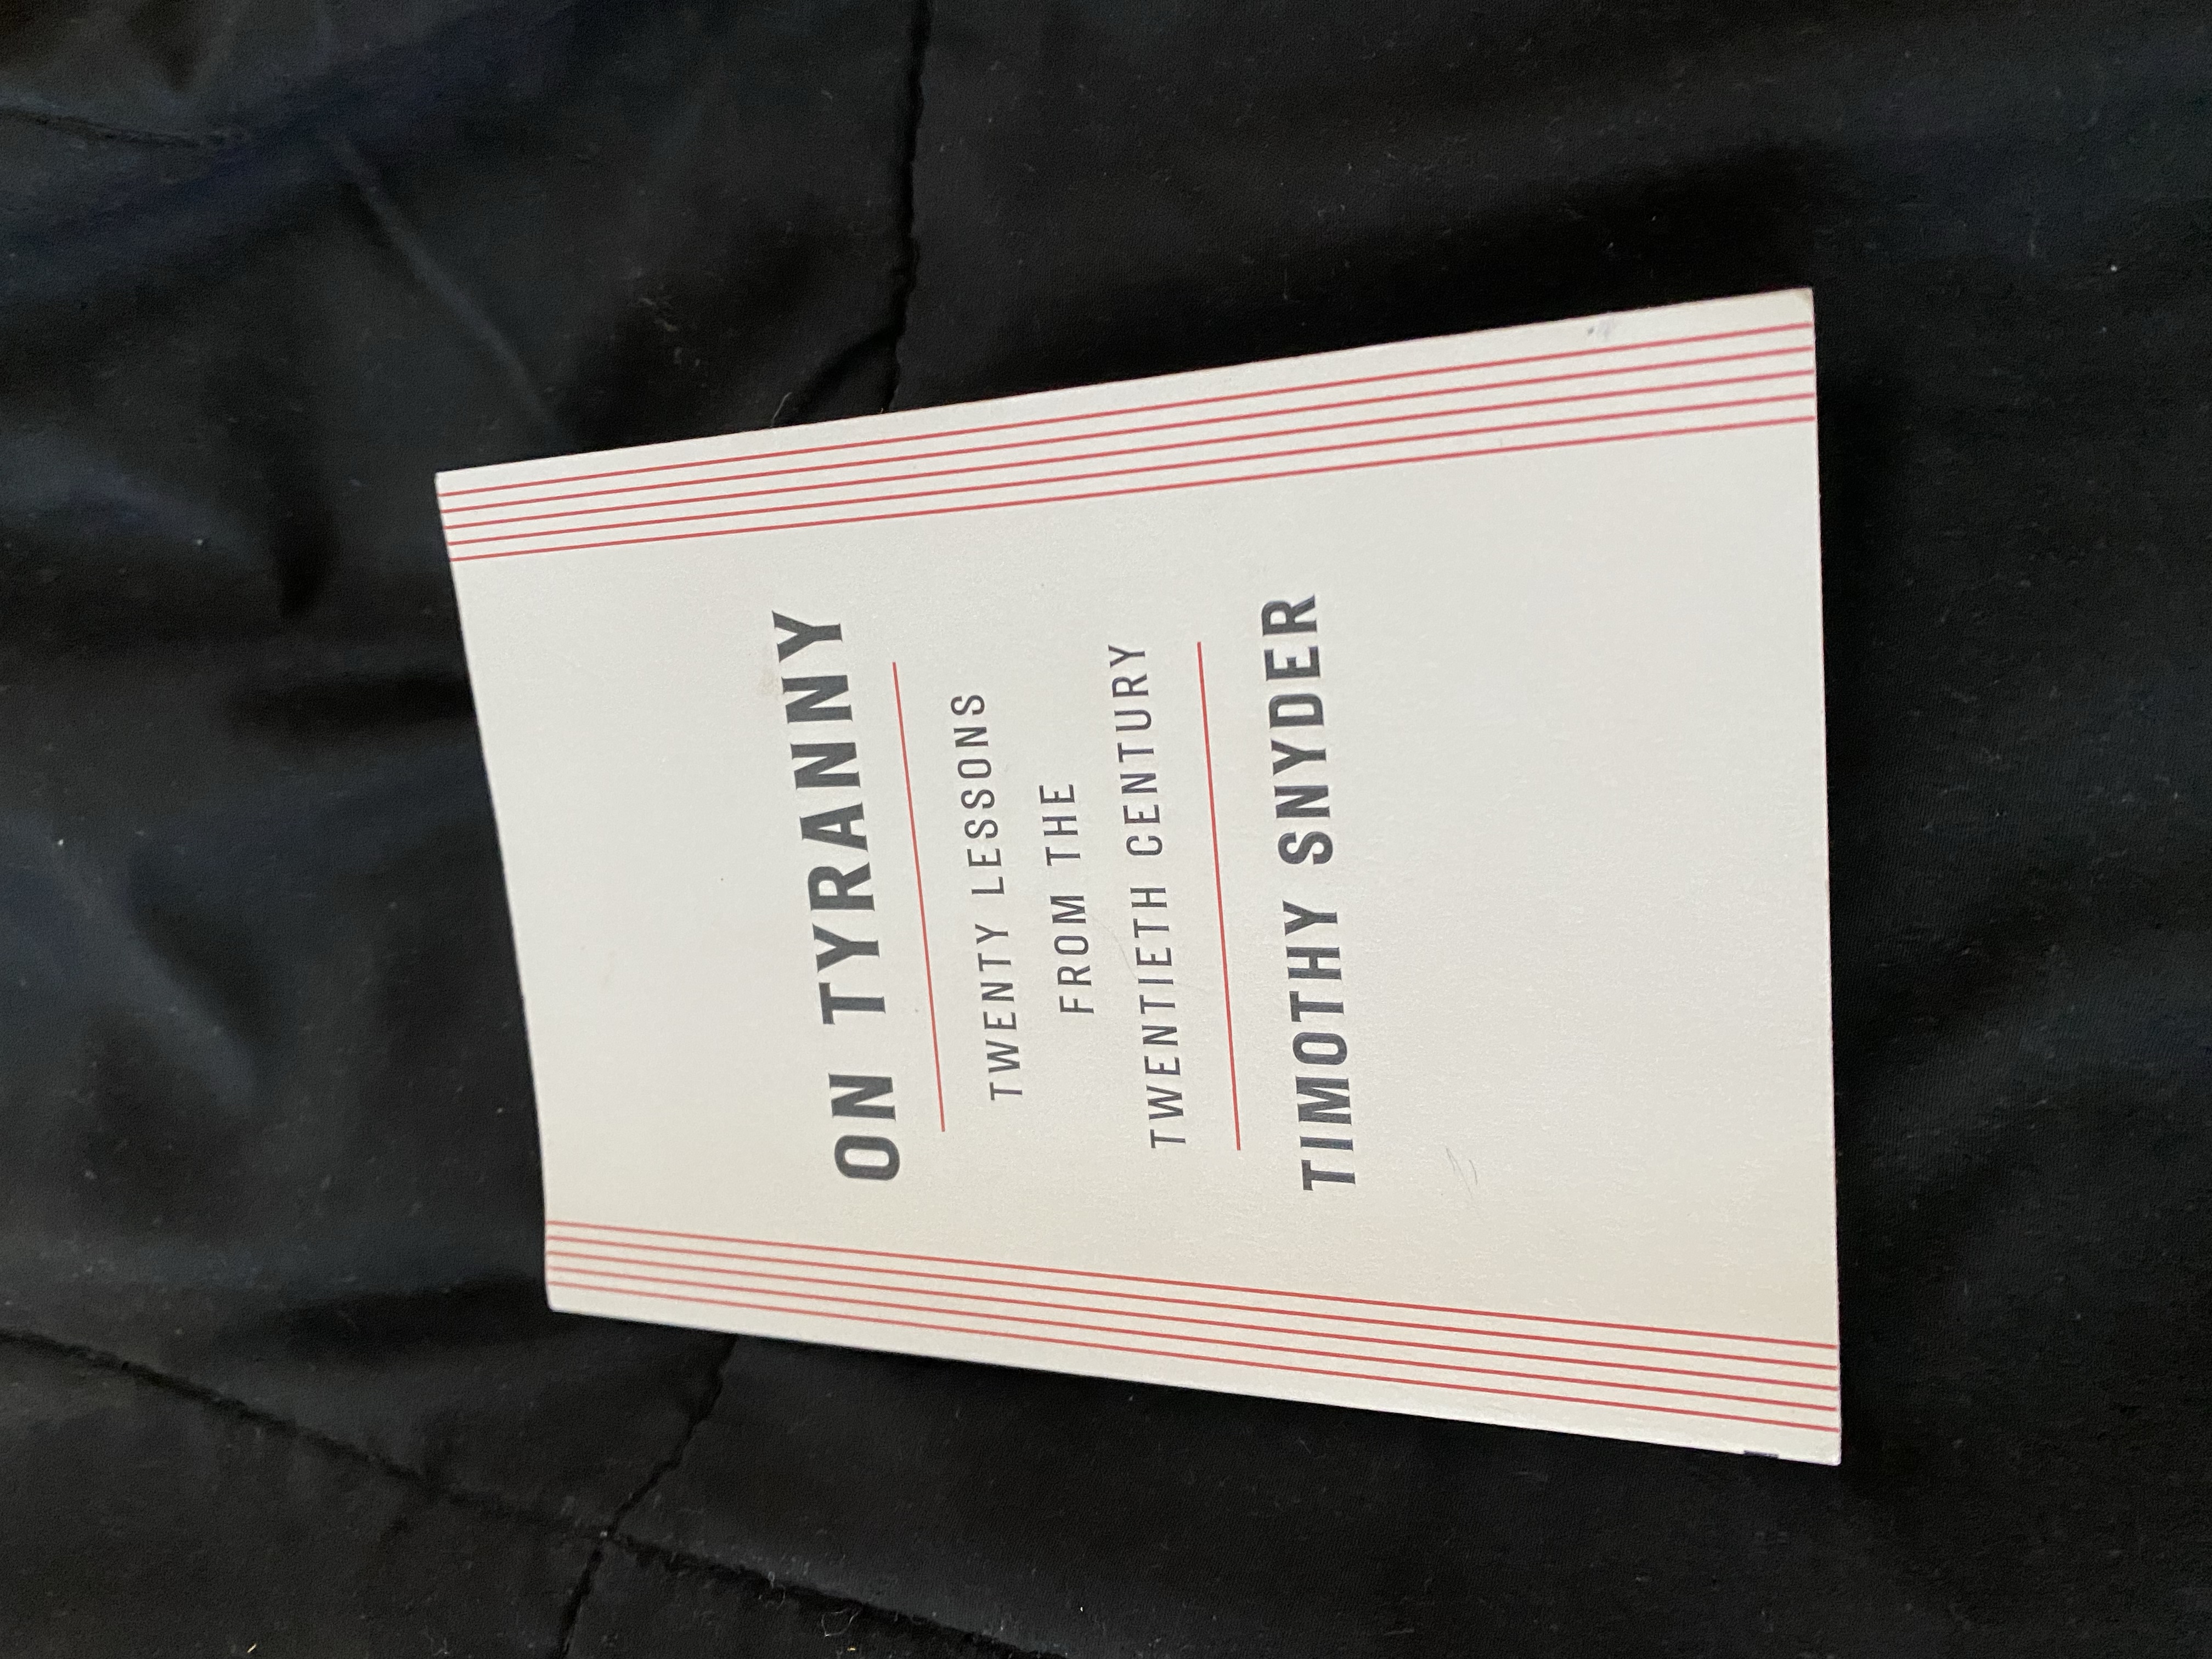 ON TYRANNY
TWENTY LESSONS
FROM THE
TWENTIETH CENTURY
TIMOTHY SNYDER